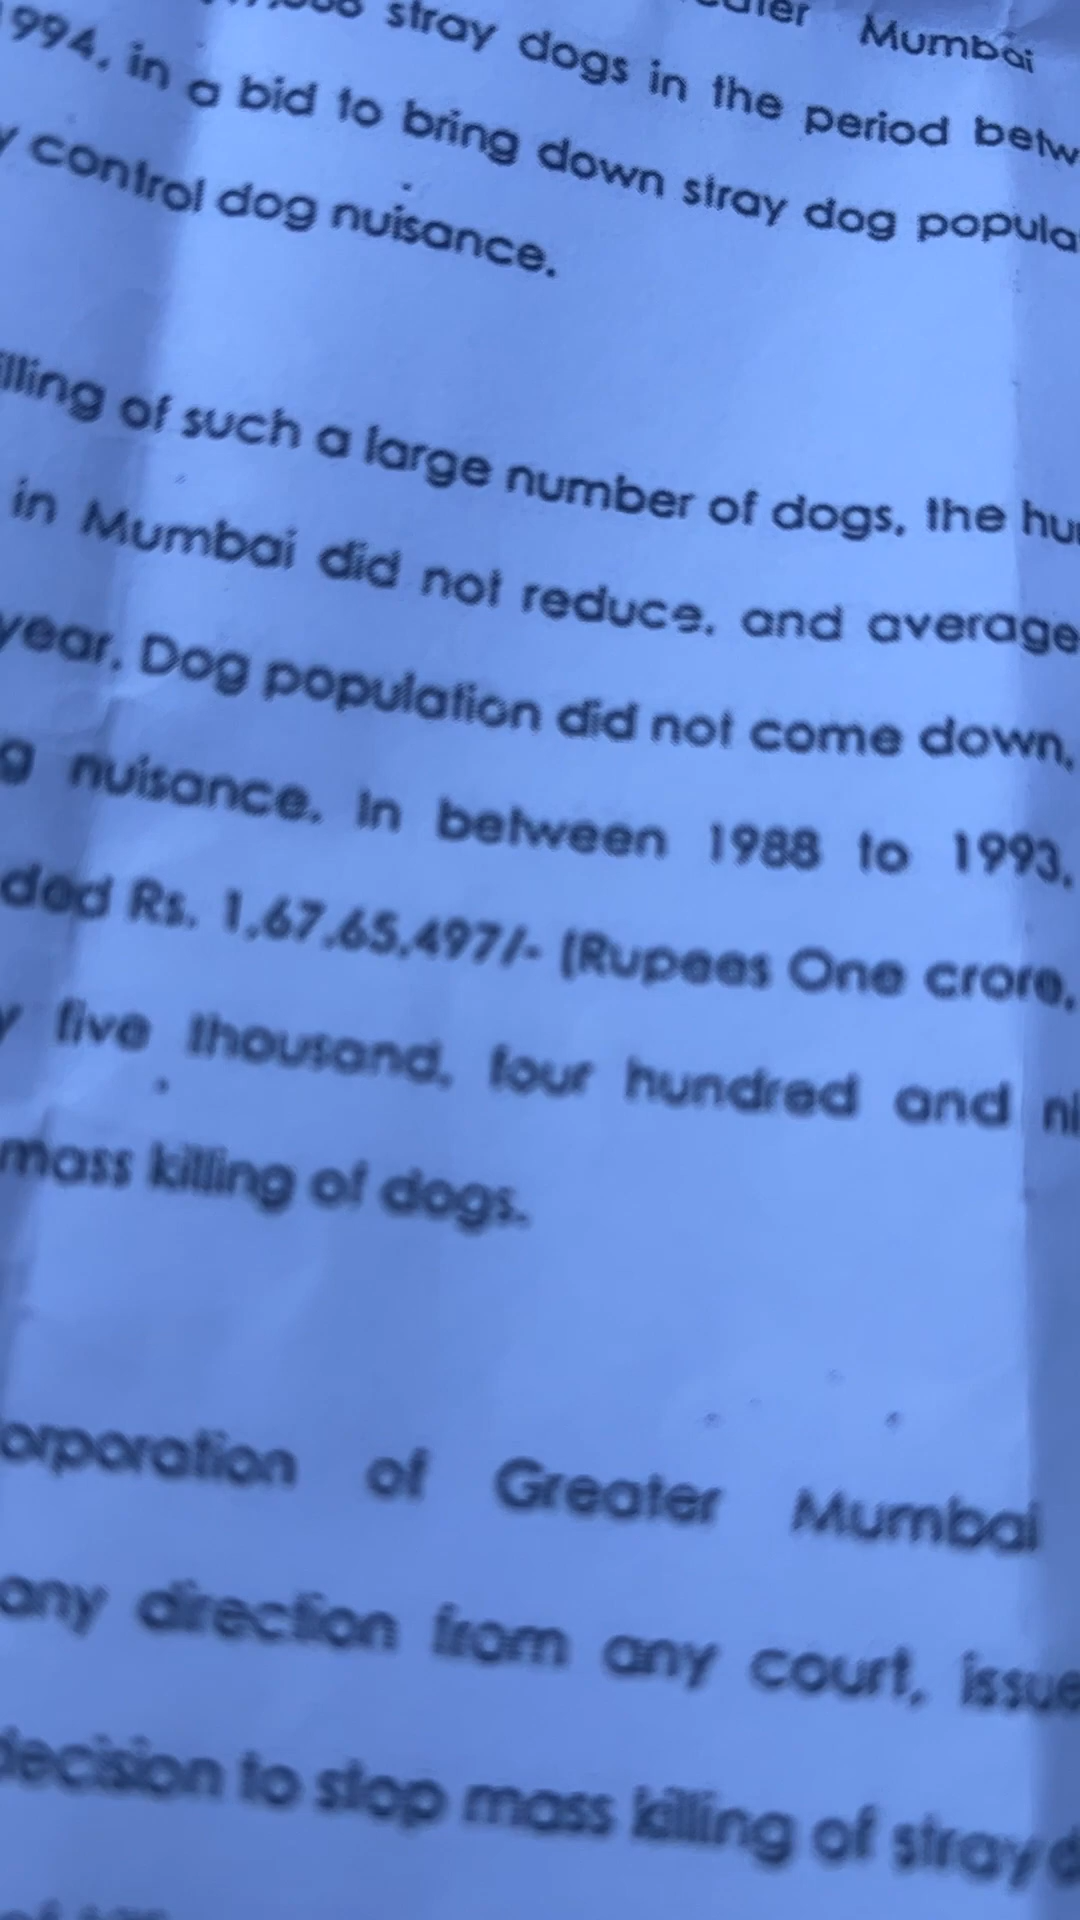 stray dogs in the period betw
Mumbai
1994, in a bid to bring down stray dog popula
y control dog nuisance.
illing of such a large number of dogs, the hu
in Mumbai did not reduce, and average
year. Dog population did not come down,
g nuisance. In between 1988 to 1993,
ded Rs. 1,67,65,497/- (Rupees One crore,
y five thousand, four hundred and ni
mass killing of dogs.
orporation of Greater Mumbai
any direction from any court, issue
decision to stop mass killing of stray d